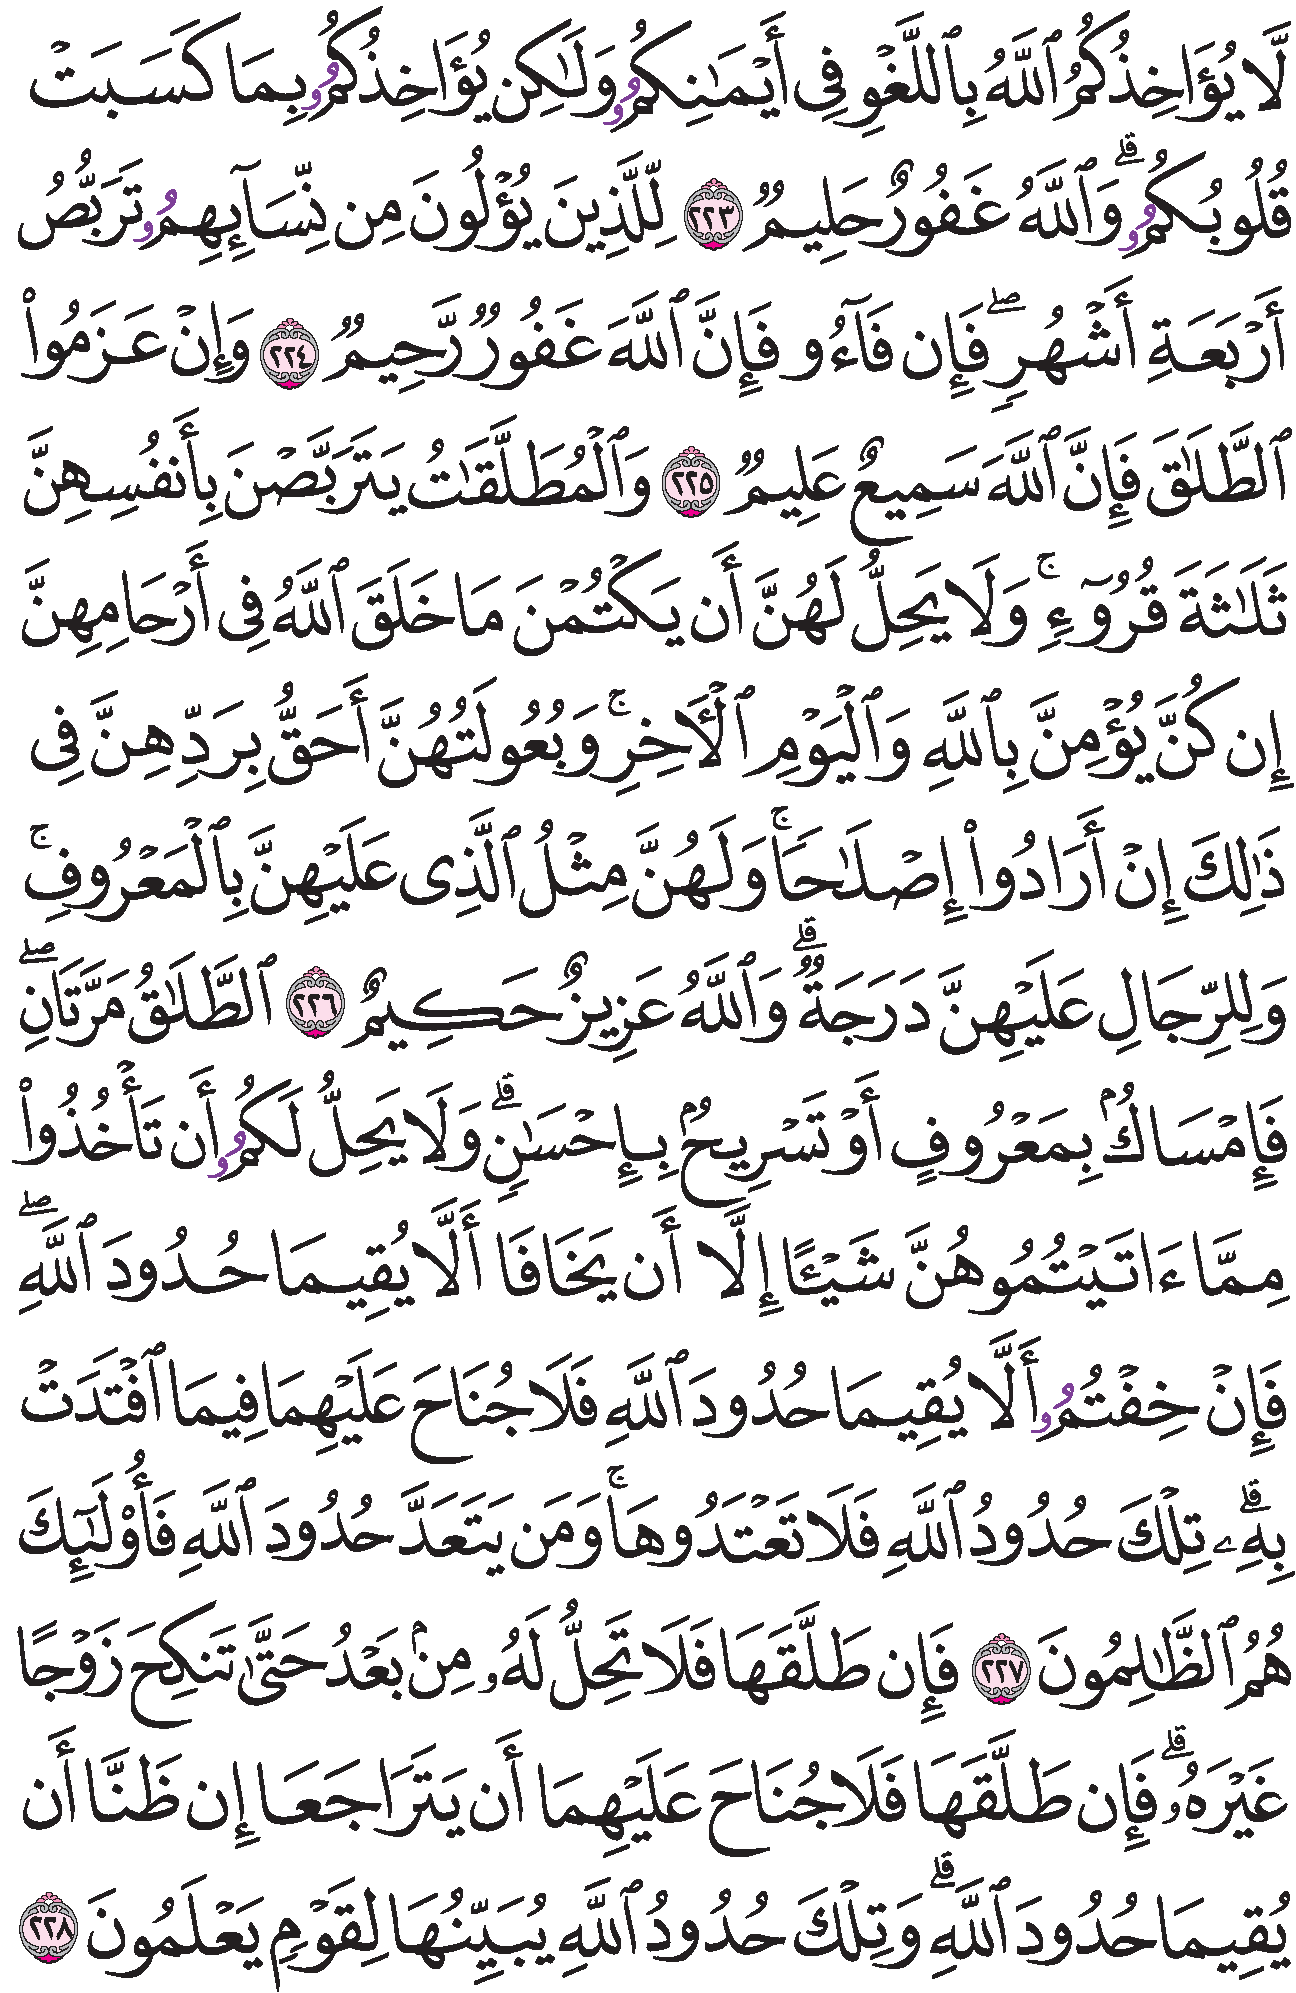 لَّا يُؤَاخِذُكُمُ ٱللَّهُ بِٱللَّغۡوِ فِيٓ أَيۡمَٰنِكُمُۥ وَلَٰكِن يُؤَاخِذُكُمُۥ بِمَا كَسَبَتۡ
قُلُوبُكُمُۥۗ وَٱللَّهُ غَفُورٌ حَلِيمٞ ٢٢٣ لِّلَّذِينَ يُؤۡلُونَ مِن نِّسَآئِهِمُۥ تَرَبُّصُ
أَرۡبَعَةِ أَشۡهُرٖۖ فَإِن فَآءُو فَإِنَّ ٱللَّهَ غَفُورٞ رَّحِيمٞ ٢٢٤ وَإِنۡ عَزَمُواْ
ٱلطَّلَٰقَ فَإِنَّ ٱللَّهَ سَمِيعٌ عَلِيمٞ ٢٢٥ وَٱلۡمُطَلَّقَٰتُ يَتَرَبَّصۡنَ بِأَنفُسِهِنَّ
ثَلَٰثَةَ قُرُوٓءٖۚ وَلَا يَحِلُّ لَهُنَّ أَن يَكۡتُمۡنَ مَا خَلَقَ ٱللَّهُ فِي أَرۡحَامِهِنَّ
إِن كُنَّ يُؤۡمِنَّ بِٱللَّهِ وَٱلۡيَوۡمِ ٱلۡأٓخِرِۚ وَبُعُولَتُهُنَّ أَحَقُّ بِرَدِّهِنَّ فِي
ذَٰلِكَ إِنۡ أَرَادُواْ إِصۡلَٰحٗاۚ وَلَهُنَّ مِثۡلُ ٱلَّذِي عَلَيۡهِنَّ بِٱلۡمَعۡرُوفِۚ
وَلِلرِّجَالِ عَلَيۡهِنَّ دَرَجَةٞۗ وَٱللَّهُ عَزِيزٌ حَكِيمٌ ٢٢٦ ٱلطَّلَٰقُ مَرَّتَانِۖ
فَإِمۡسَاكُۢ بِمَعۡرُوفٍ أَوۡ تَسۡرِيحُۢ بِإِحۡسَٰنٖۗ وَلَا يَحِلُّ لَكُمُۥ أَن تَأۡخُذُواْ
مِمَّا ءَاتَيۡتُمُوهُنَّ شَيۡـًٔا إِلَّا أَن يَخَافَا أَلَّا يُقِيمَا حُدُودَ ٱللَّهِۖ
فَإِنۡ خِفۡتُمُۥ أَلَّا يُقِيمَا حُدُودَ ٱللَّهِ فَلَا جُنَاحَ عَلَيۡهِمَا فِيمَا ٱفۡتَدَتۡ
بِهِۦۗ تِلۡكَ حُدُودُ ٱللَّهِ فَلَا تَعۡتَدُوهَاۚ وَمَن يَتَعَدَّ حُدُودَ ٱللَّهِ فَأُوْلَٰٓئِكَ
هُمُ ٱلظَّٰلِمُونَ ٢٢٧ فَإِن طَلَّقَهَا فَلَا تَحِلُّ لَهُۥ مِنۢ بَعۡدُ حَتَّىٰ تَنكِحَ زَوۡجًا
غَيۡرَهُۥۗ فَإِن طَلَّقَهَا فَلَا جُنَاحَ عَلَيۡهِمَا أَن يَتَرَاجَعَا إِن ظَنَّا أَن
يُقِيمَا حُدُودَ ٱللَّهِۗ وَتِلۡكَ حُدُودُ ٱللَّهِ يُبَيِّنُهَا لِقَوۡمٖ يَعۡلَمُونَ ٢٢٨